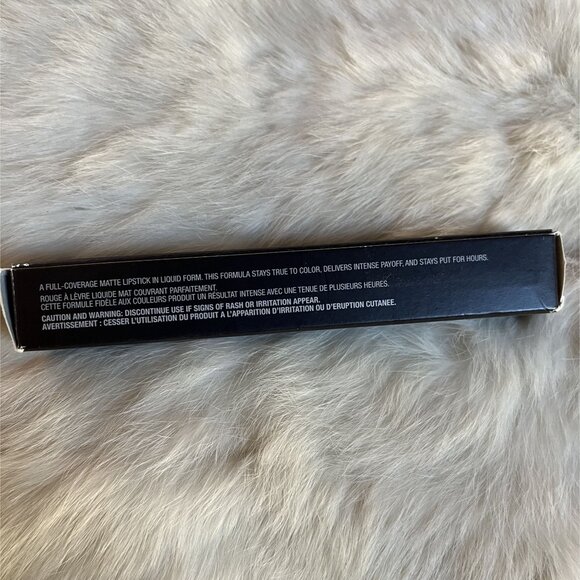 A FULL-COVERAGE MATTE LIPSTICK IN LIQUID FORM. THIS FORMULA STAYS TRUE TO COLOR, DELIVERS INTENSE PAYOFF, AND STAYS PUT FOR HOURS.
ROUGE À LÈVRE LIQUIDE MAT COUVRANT PARFAITEMENT.
CETTE FORMULE FIDÈLE AUX COULEURS PRODUIT UN RÉSULTAT INTENSE AVEC UNE TENUE DE PLUSIEURES HEURES.
CAUTION AND WARNING: DISCONTINUE USE IF SIGNS OF RASH OR IRRITATION APPEAR.
AVERTISSEMENT : CESSER L'UTILISATION DU PRODUIT A L'APPARITION D'IRRITATION OU D'ERUPTION CUTANEE.